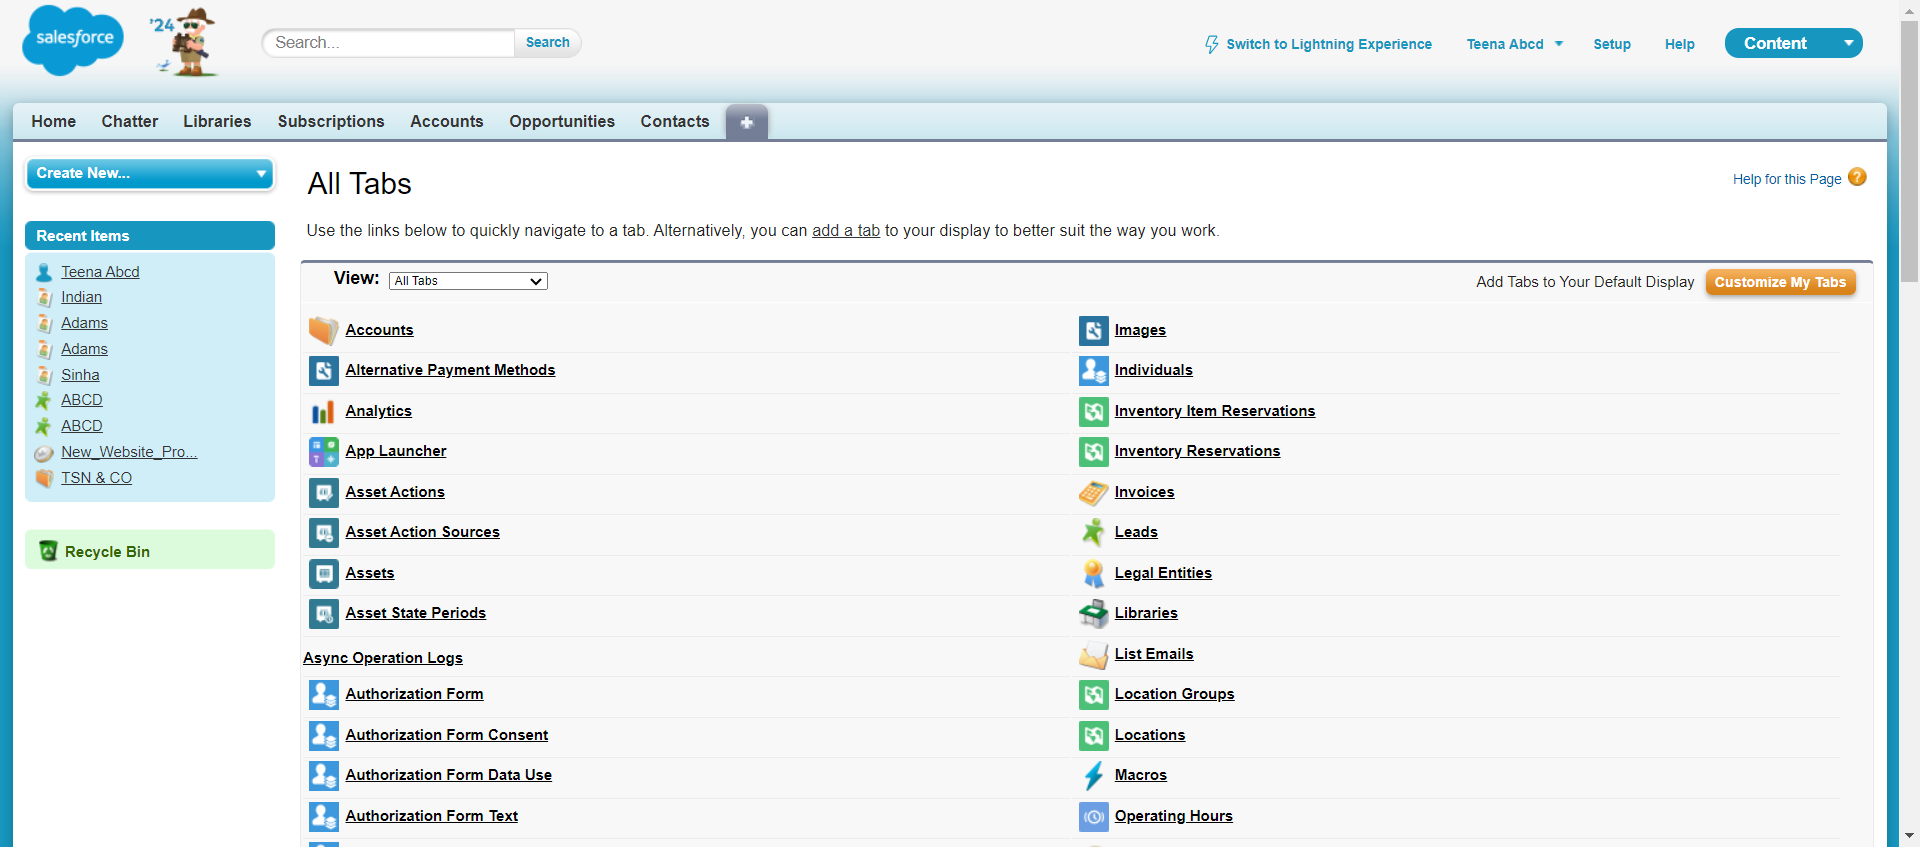 salesforce
'24
Search...
Search
Switch to Lightning Experience
Teena Abcd
Setup
Help
Content
Home
Chatter
Libraries
Subscriptions
Accounts
Opportunities
Contacts
Create New...
Recent Items
Teena Abcd
Indian
Adams
Adams
Sinha
ABCD
ABCD
New_Website_Pro...
TSN & CO
Recycle Bin
All Tabs
Help for this Page
Use the links below to quickly navigate to a tab. Alternatively, you can add a tab to your display to better suit the way you work.
View: All Tabs
Add Tabs to Your Default Display
Customize My Tabs
Accounts
Alternative Payment Methods
Analytics
App Launcher
Asset Actions
Asset Action Sources
Assets
Asset State Periods
Async Operation Logs
Authorization Form
Authorization Form Consent
Authorization Form Data Use
Authorization Form Text
Images
Individuals
Inventory Item Reservations
Inventory Reservations
Invoices
Leads
Legal Entities
Libraries
List Emails
Location Groups
Locations
Macros
Operating Hours